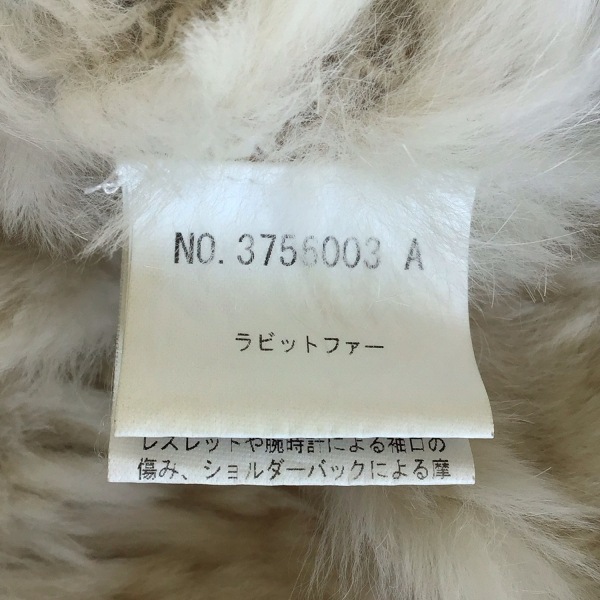 NO.3756003 A
ラビットファー
レスレットや腕時計による袖口の
傷み、ショルダーバックによる摩